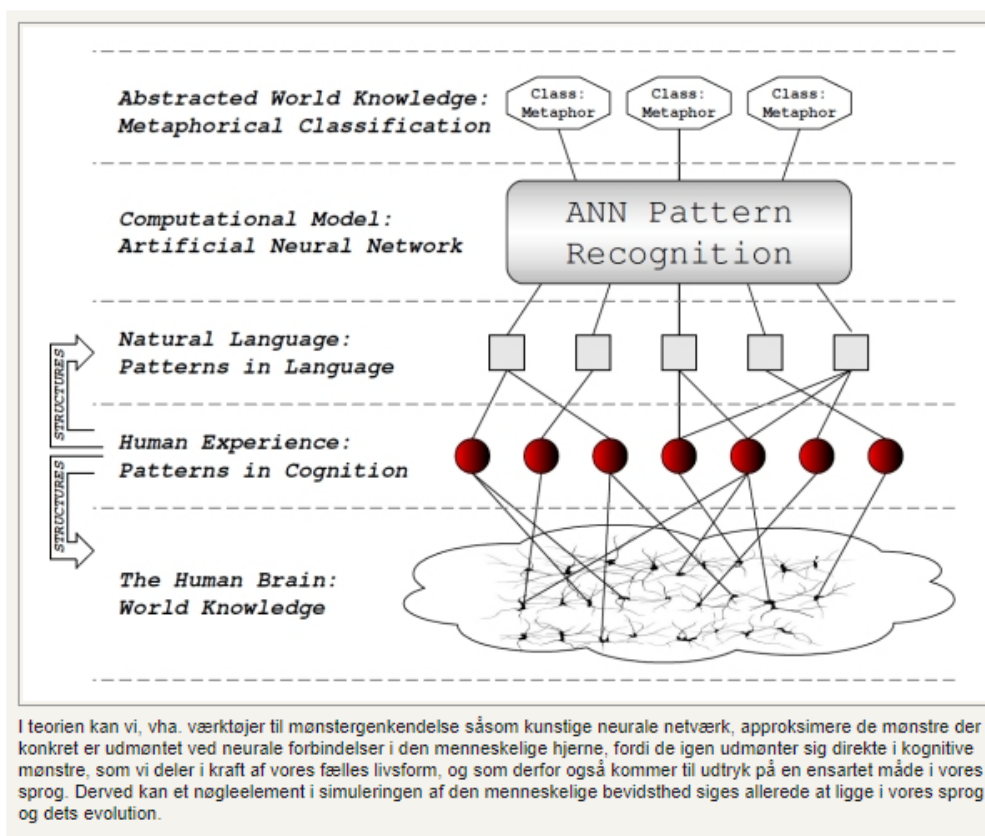 Abstracted World Knowledge:
Metaphorical Classification
Class:
Metaphor
Class:
Metaphor
Class:
Metaphor
Computational Model:
Artificial Neural Network
ANN Pattern
Recognition
Natural Language:
Patterns in Language
STRUCTURES
Human Experience:
Patterns in Cognition
STRUCTURES
The Human Brain:
World Knowledge
I teorien kan vi, vha. værktøjer til mønstergenkendelse såsom kunstige neurale netværk, approksimere de mønstre der
konkret er udmøntet ved neurale forbindelser i den menneskelige hjerne, fordi de igen udmønter sig direkte i kognitive
mønstre, som vi deler i kraft af vores fælles livsform, og som derfor også kommer til udtryk på en ensartet måde i vores
sprog. Derved kan et nøgleelement i simuleringen af den menneskelige bevidsthed siges allerede at ligge i vores sprog
og dets evolution.